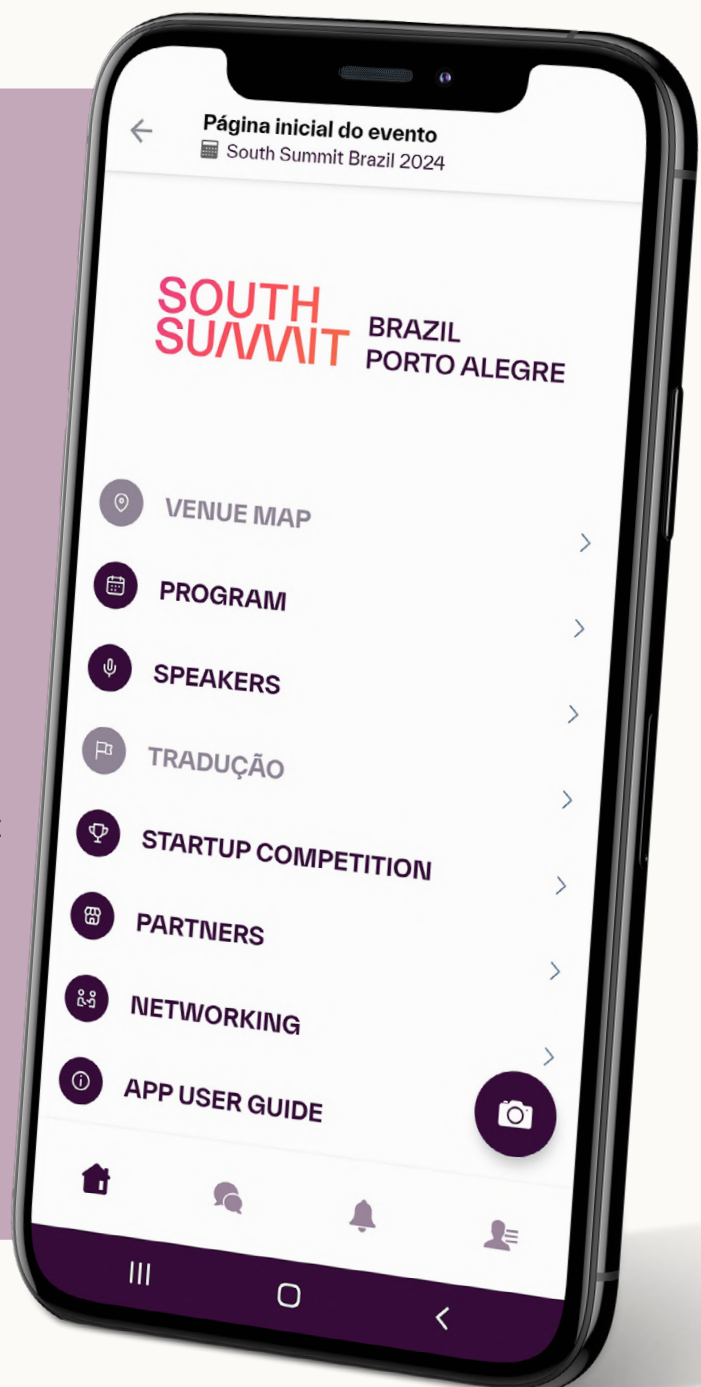 Página inicial do evento
South Summit Brazil 2024
SOUTH
SUMMIT
BRAZIL
PORTO ALEGRE
VENUE MAP
PROGRAM
SPEAKERS
TRADUÇÃO
STARTUP COMPETITION
PARTNERS
NETWORKING
APP USER GUIDE